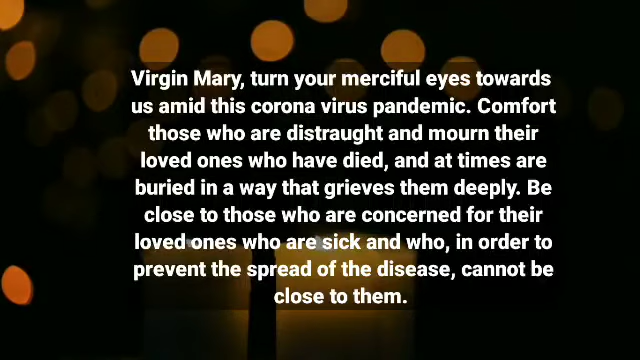 Virgin Mary, turn your merciful eyes towards
us amid this corona virus pandemic. Comfort
those who are distraught and mourn their
loved ones who have died, and at times are
buried in a way that grieves them deeply. Be
close to those who are concerned for their
loved ones who are sick and who, in order to
prevent the spread of the disease, cannot be
close to them.